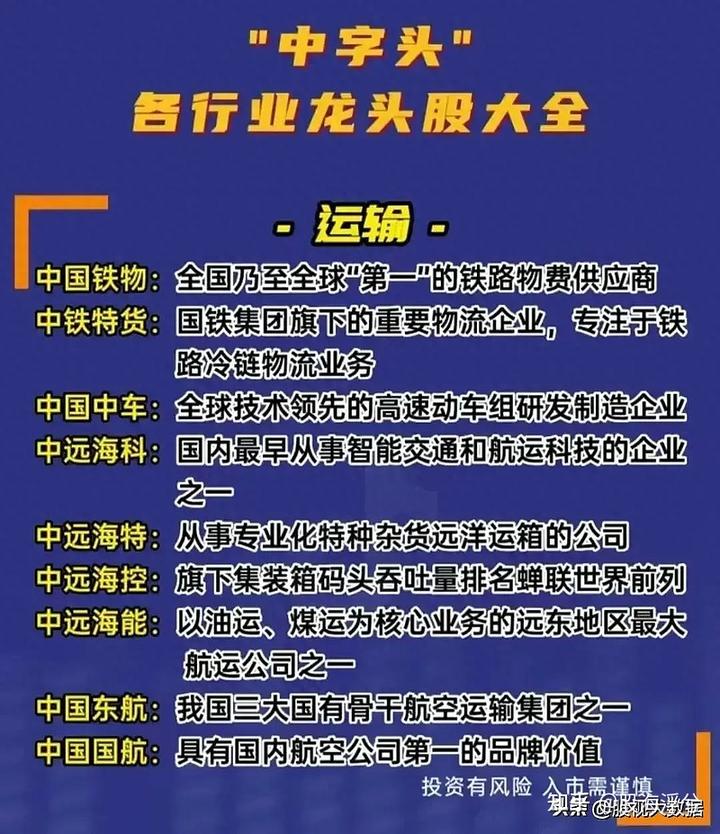 "中字头"
各行业龙头股大全
- 运输 -
中国铁物：全国乃至全球“第一”的铁路物费供应商
中铁特货：国铁集团旗下的重要物流企业，专注于铁
路冷链物流业务
中国中车：全球技术领先的高速动车组研发制造企业
中远海科：国内最早从事智能交通和航运科技的企业
之一
中远海特：从事专业化特种杂货远洋运箱的公司
中远海控：旗下集装箱码头吞吐量排名蝉联世界前列
中远海能：以油运、煤运为核心业务的远东地区最大
航运公司之一
中国东航：我国三大国有骨干航空运输集团之一
中国国航：具有国内航空公司第一的品牌价值
投资有风险 入市需谨慎
头条 @股视大数据